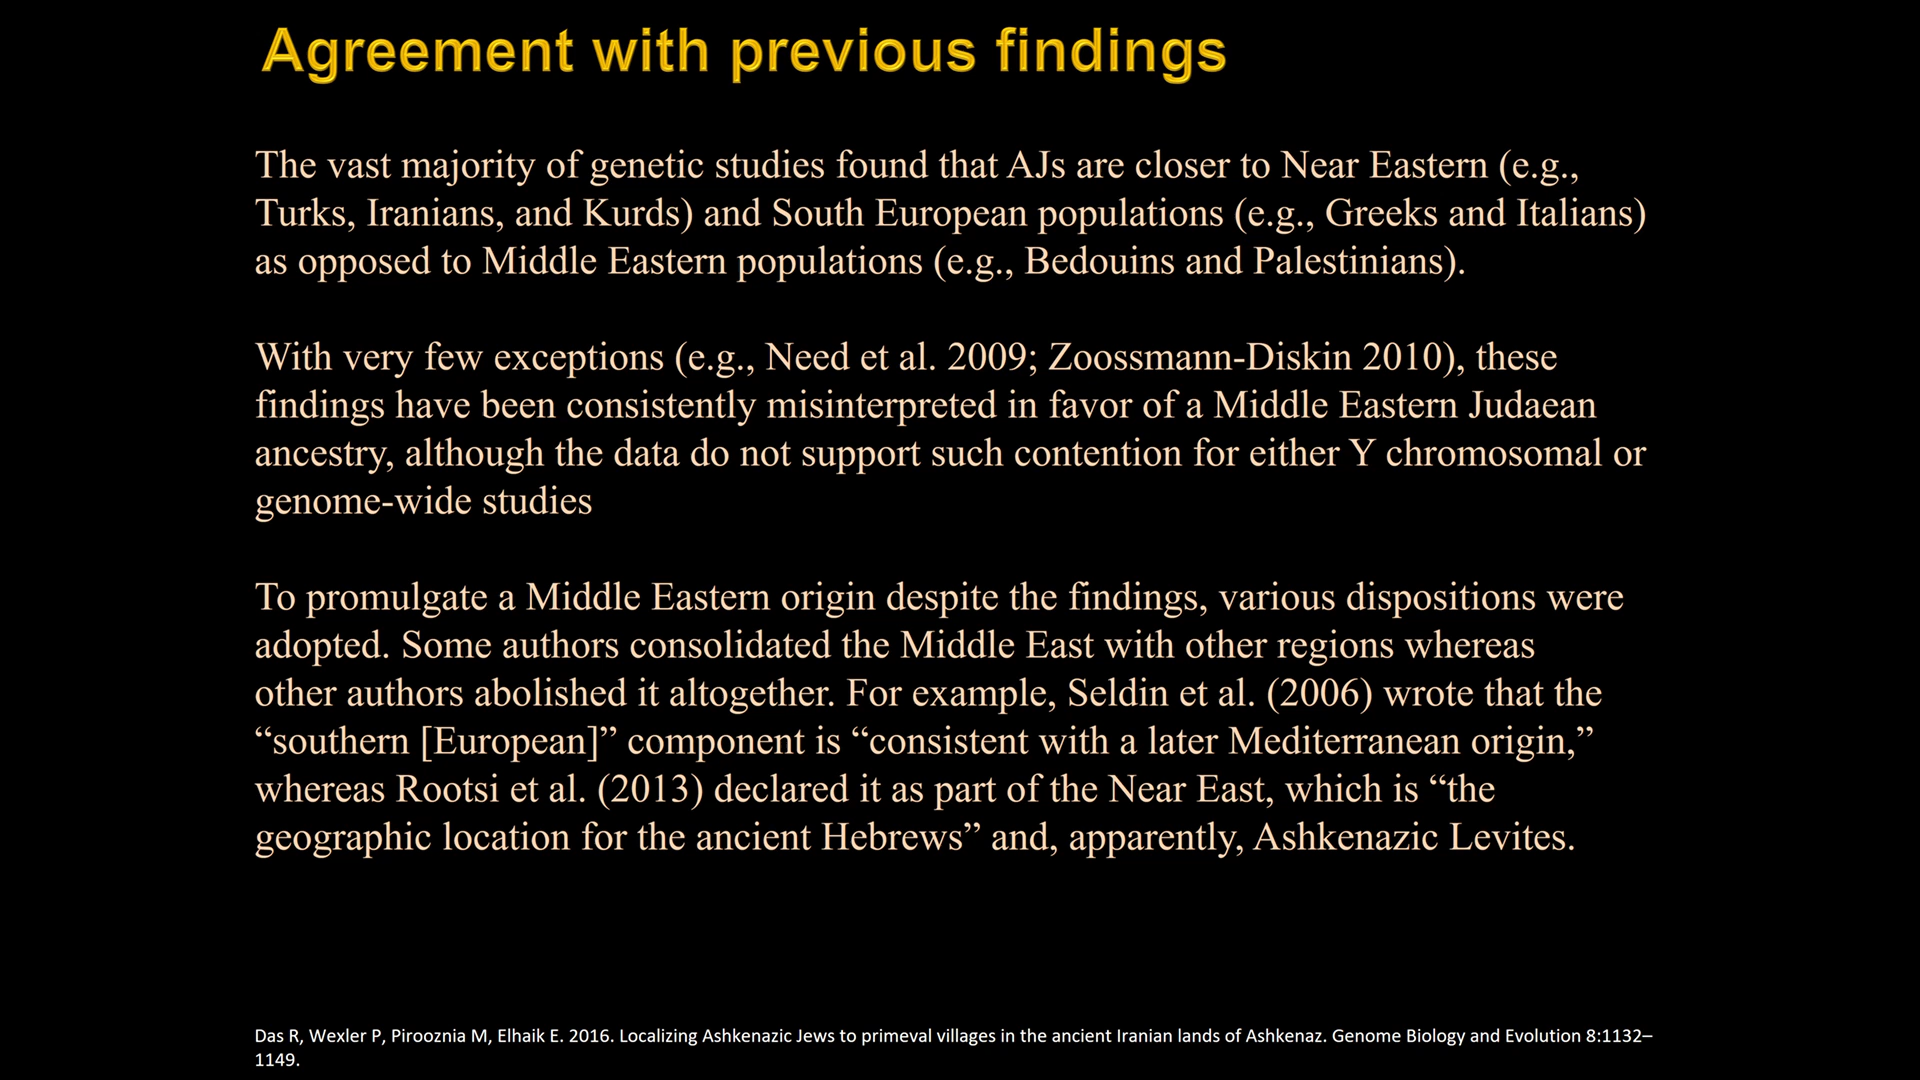 Agreement with previous findings
The vast majority of genetic studies found that AJs are closer to Near Eastern (e.g.,
Turks, Iranians, and Kurds) and South European populations (e.g., Greeks and Italians)
as opposed to Middle Eastern populations (e.g., Bedouins and Palestinians).
With very few exceptions (e.g., Need et al. 2009; Zoossmann-Diskin 2010), these
findings have been consistently misinterpreted in favor of a Middle Eastern Judaean
ancestry, although the data do not support such contention for either Y chromosomal or
genome-wide studies
To promulgate a Middle Eastern origin despite the findings, various dispositions were
adopted. Some authors consolidated the Middle East with other regions whereas
other authors abolished it altogether. For example, Seldin et al. (2006) wrote that the
“southern [European]” component is “consistent with a later Mediterranean origin,”
whereas Rootsi et al. (2013) declared it as part of the Near East, which is “the
geographic location for the ancient Hebrews” and, apparently, Ashkenazic Levites.
Das R, Wexler P, Pirooznia M, Elhaik E. 2016. Localizing Ashkenazic Jews to primeval villages in the ancient Iranian lands of Ashkenaz. Genome Biology and Evolution 8:1132–
1149.